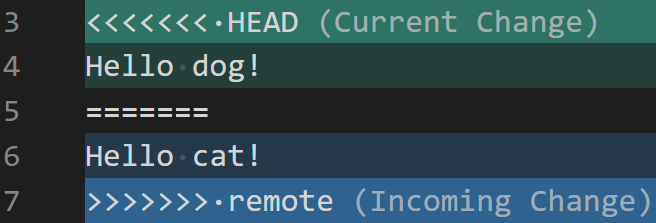 3 <<<<<<< HEAD (Current Change)
4 Hello dog!
5 =======
6 Hello cat!
7 >>>>>>> remote (Incoming Change)